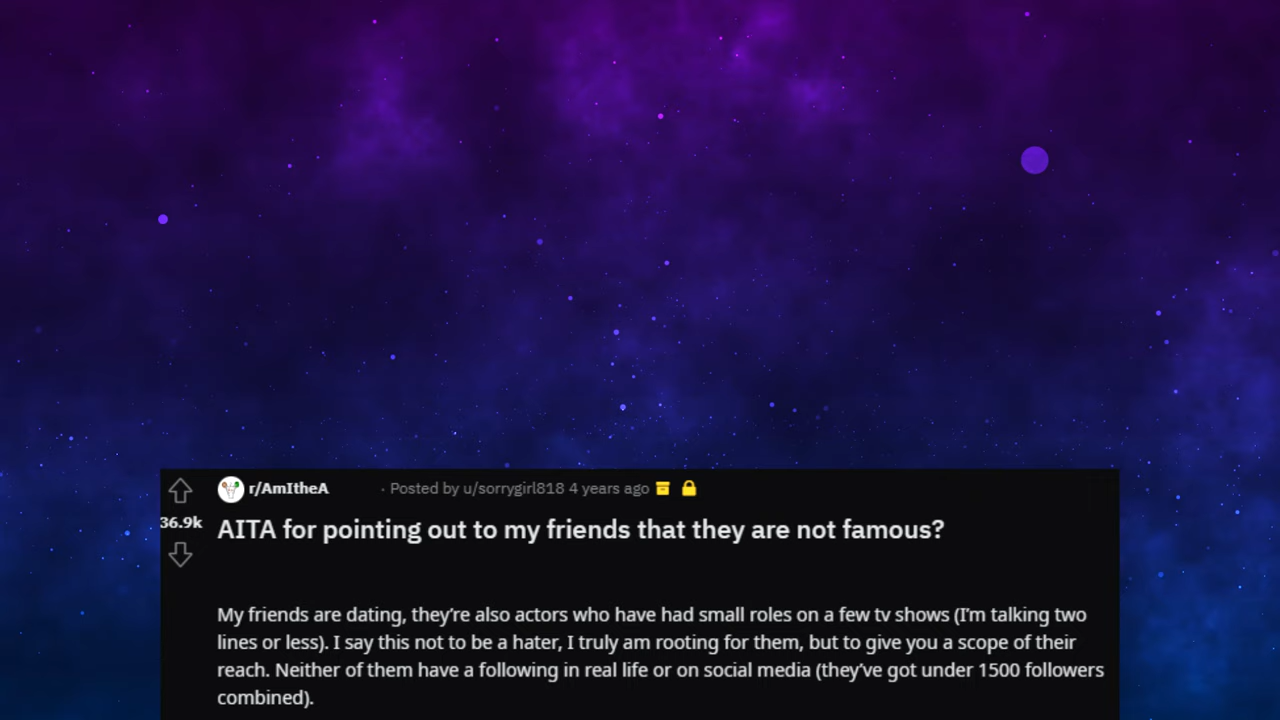 r/AmItheA · Posted by u/sorrygirl818 4 years ago
36.9k
AITA for pointing out to my friends that they are not famous?
My friends are dating, they’re also actors who have had small roles on a few tv shows (I’m talking two
lines or less). I say this not to be a hater, I truly am rooting for them, but to give you a scope of their
reach. Neither of them have a following in real life or on social media (they’ve got under 1500 followers
combined).